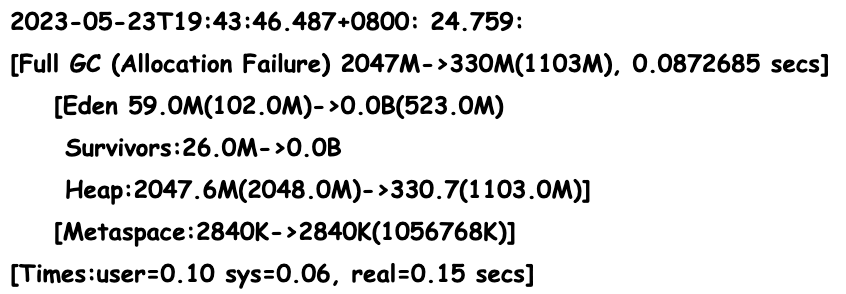 2023-05-23T19:43:46.487+0800: 24.759:
[Full GC (Allocation Failure) 2047M->330M(1103M), 0.0872685 secs]
[Eden 59.0M(102.0M)->0.0B(523.0M)
Survivors:26.0M->0.0B
Heap:2047.6M(2048.0M)->330.7(1103.0M)]
[Metaspace:2840K->2840K(1056768K)]
[Times:user=0.10 sys=0.06, real=0.15 secs]